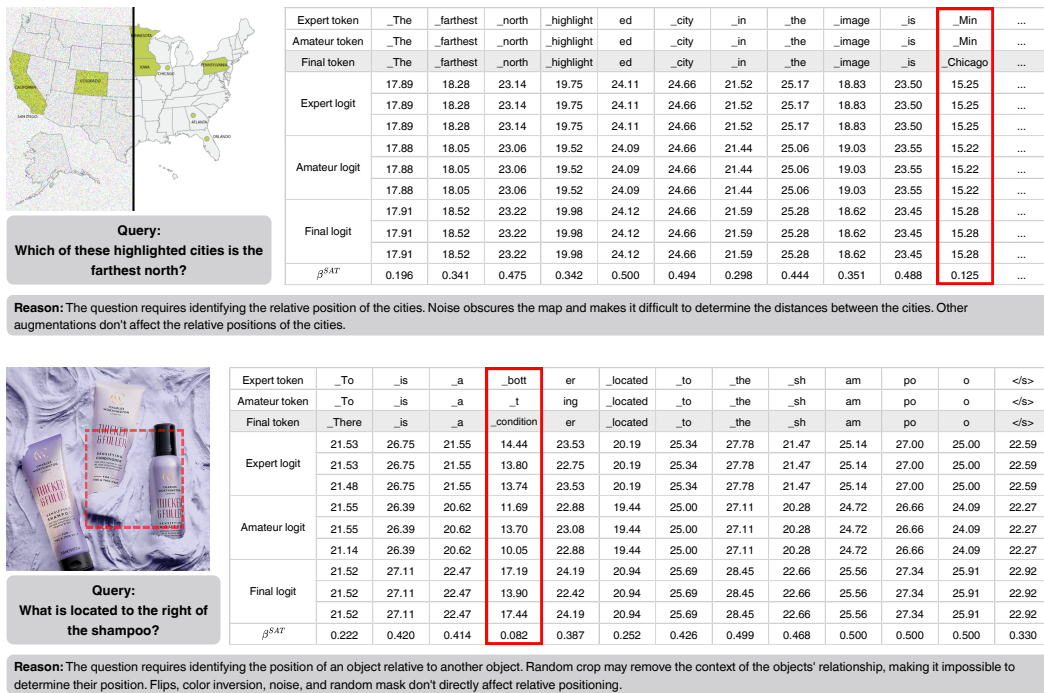 MINNESOTA
IOWA
CHICAGO
PENNSYLVANIA
CALIFORNIA
COLORADO
SAN DIEGO
ATLANTA
ORLANDO
Query:
Which of these highlighted cities is the
farthest north?
Expert token _The _farthest _north _highlight ed _city _in _the _image _is _Min ...
Amateur token _The _farthest _north _highlight ed _city _in _the _image _is _Min ...
Final token _The _farthest _north _highlight ed _city _in _the _image _is _Chicago ...
Expert logit
17.89 18.28 23.14 19.75 24.11 24.66 21.52 25.17 18.83 23.50 15.25 ...
17.89 18.28 23.14 19.75 24.11 24.66 21.52 25.17 18.83 23.50 15.25 ...
17.89 18.28 23.14 19.75 24.11 24.66 21.52 25.17 18.83 23.50 15.25 ...
Amateur logit
17.88 18.05 23.06 19.52 24.09 24.66 21.44 25.06 19.03 23.55 15.22 ...
17.88 18.05 23.06 19.52 24.09 24.66 21.44 25.06 19.03 23.55 15.22 ...
17.88 18.05 23.06 19.52 24.09 24.66 21.44 25.06 19.03 23.55 15.22 ...
Final logit
17.91 18.52 23.22 19.98 24.12 24.66 21.59 25.28 18.62 23.45 15.28 ...
17.91 18.52 23.22 19.98 24.12 24.66 21.59 25.28 18.62 23.45 15.28 ...
17.91 18.52 23.22 19.98 24.12 24.66 21.59 25.28 18.62 23.45 15.28 ...
β^SAT 0.196 0.341 0.475 0.342 0.500 0.494 0.298 0.444 0.351 0.488 0.125 ...
Reason: The question requires identifying the relative position of the cities. Noise obscures the map and makes it difficult to determine the distances between the cities. Other
augmentations don't affect the relative positions of the cities.
THICKER
& FULLER
DENSIFYING
CONDITIONER
THICKER
& FULLER
SHAMPOO
THICKER
& FULLER
Query:
What is located to the right of
the shampoo?
Expert token _To _is _a _bott er _located _to _the _sh am po o </s>
Amateur token _To _is _a _t ing _located _to _the _sh am po o </s>
Final token _There _is _a _condition er _located _to _the _sh am po o </s>
Expert logit
21.53 26.75 21.55 14.44 23.53 20.19 25.34 27.78 21.47 25.14 27.00 25.00 22.59
21.53 26.75 21.55 13.80 22.75 20.19 25.34 27.78 21.47 25.14 27.00 25.00 22.59
21.48 26.75 21.55 13.74 23.53 20.19 25.34 27.78 21.47 25.14 27.00 25.00 22.59
Amateur logit
21.55 26.39 20.62 11.69 22.88 19.44 25.00 27.11 20.28 24.72 26.66 24.09 22.27
21.55 26.39 20.62 13.70 23.08 19.44 25.00 27.11 20.28 24.72 26.66 24.09 22.27
21.14 26.39 20.62 10.05 22.88 19.44 25.00 27.11 20.28 24.72 26.66 24.09 22.27
Final logit
21.52 27.11 22.47 17.19 24.19 20.94 25.69 28.45 22.66 25.56 27.34 25.91 22.92
21.52 27.11 22.47 13.90 22.42 20.94 25.69 28.45 22.66 25.56 27.34 25.91 22.92
21.52 27.11 22.47 17.44 24.19 20.94 25.69 28.45 22.66 25.56 27.34 25.91 22.92
β^SAT 0.222 0.420 0.414 0.082 0.387 0.252 0.426 0.499 0.468 0.500 0.500 0.500 0.330
Reason: The question requires identifying the position of an object relative to another object. Random crop may remove the context of the objects' relationship, making it impossible to
determine their position. Flips, color inversion, noise, and random mask don't directly affect relative positioning.